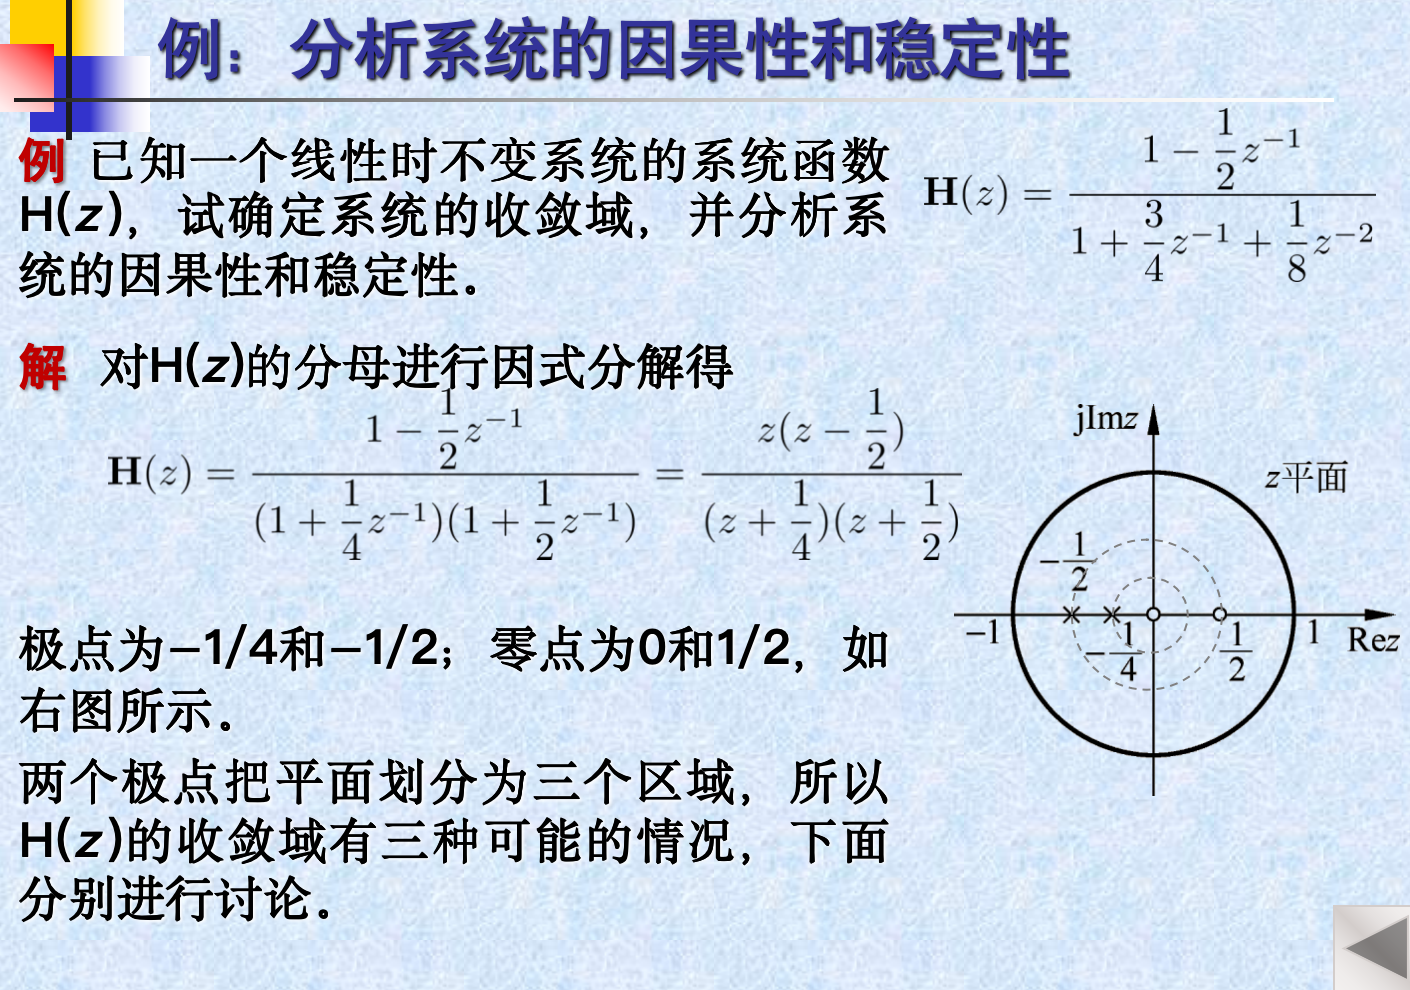 例：分析系统的因果性和稳定性
例 已知一个线性时不变系统的系统函数
H(z)，试确定系统的收敛域，并分析系
统的因果性和稳定性。
H(z) = \frac{1 - \frac{1}{2}z^{-1}}{1 + \frac{3}{4}z^{-1} + \frac{1}{8}z^{-2}}
解 对H(z)的分母进行因式分解得
H(z) = \frac{1 - \frac{1}{2}z^{-1}}{(1 + \frac{1}{4}z^{-1})(1 + \frac{1}{2}z^{-1})} = \frac{z(z - \frac{1}{2})}{(z + \frac{1}{4})(z + \frac{1}{2})}
极点为–1/4和–1/2；零点为0和1/2，如
右图所示。
两个极点把平面划分为三个区域，所以
H(z)的收敛域有三种可能的情况，下面
分别进行讨论。
jImz
z平面
-\frac{1}{2}
−1
-\frac{1}{4}
\frac{1}{2}
1
Rez